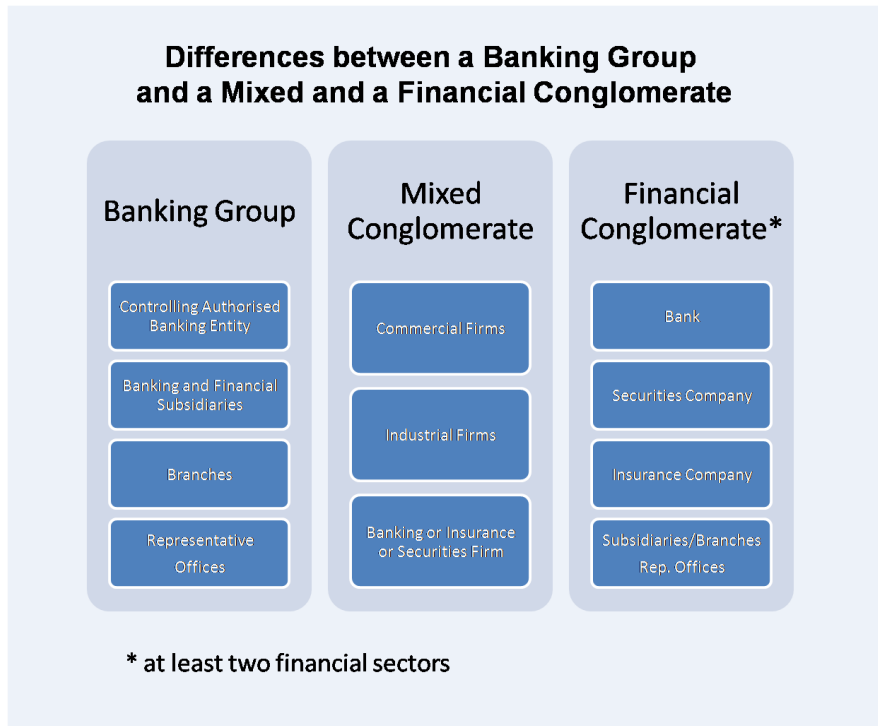 Differences between a Banking Group
and a Mixed and a Financial Conglomerate
Banking Group
Controlling Authorised
Banking Entity
Banking and Financial
Subsidiaries
Branches
Representative
Offices
Mixed
Conglomerate
Commercial Firms
Industrial Firms
Banking or Insurance
or Securities Firm
Financial
Conglomerate*
Bank
Securities Company
Insurance Company
Subsidiaries/Branches
Rep. Offices
* at least two financial sectors